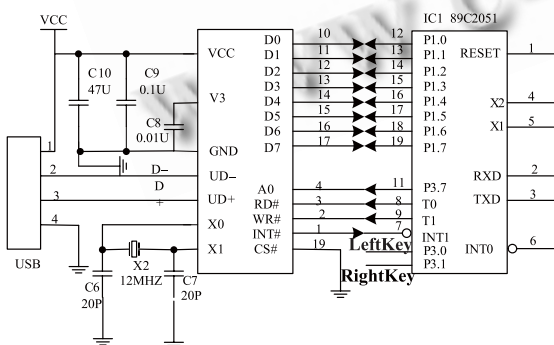 IC1 89C2051
VCC
D0 10 12 P1.0
D1 11 13 P1.1
D2 12 14 P1.2
D3 13 15 P1.3
D4 14 16 P1.4
D5 15 17 P1.5
D6 16 18 P1.6
D7 17 19 P1.7
VCC
V3
GND
UD–
UD+
X0
X1
A0 4 11 P3.7
RD# 3 8 T0
WR# 2 9 T1
INT# 1 7 INT1
CS# 19
LeftKey P3.0
RightKey P3.1
RESET 1
X2 4
X1 5
RXD 2
TXD 3
INT0 6
C10
47U
C9
0.1U
C8
0.01U
1
2 D–
3 D
+
4
USB
X2
12MHZ
C6
20P
C7
20P